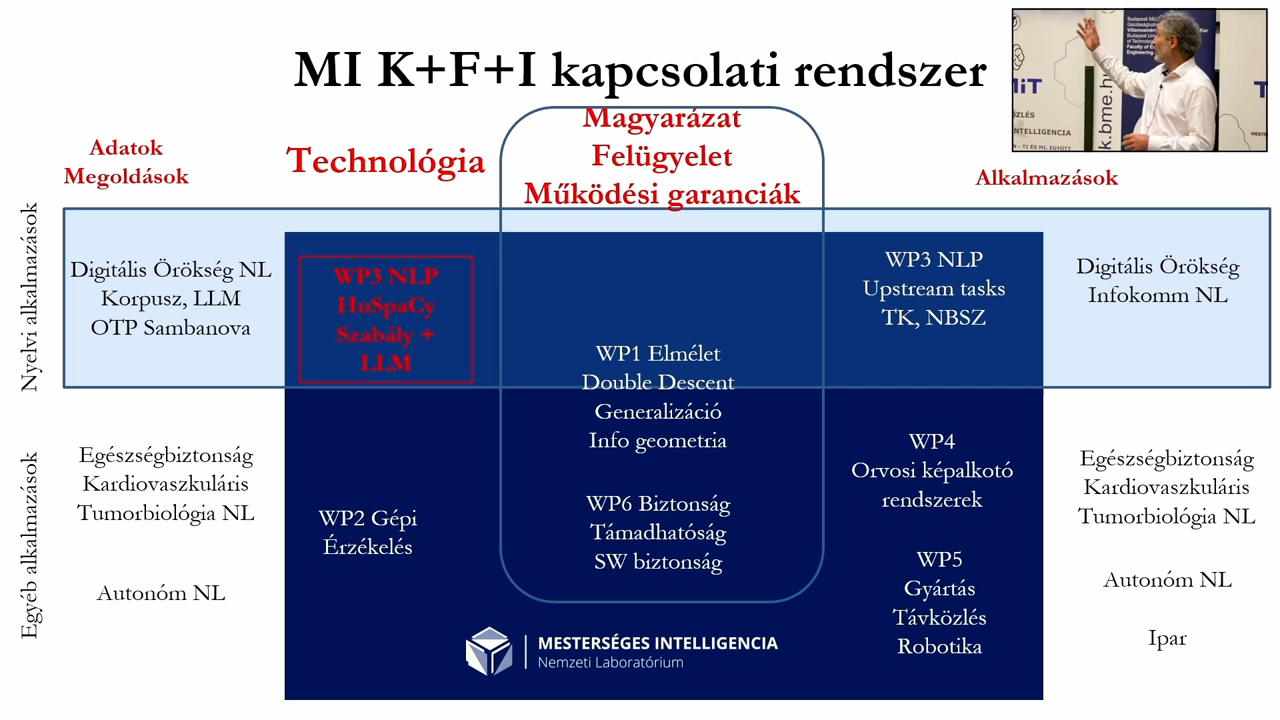 MI K+F+I kapcsolati rendszer
Adatok
Megoldások
Technológia
Magyarázat
Felügyelet
Működési garanciák
Alkalmazások
Nyelvi alkalmazások
Digitális Örökség NL
Korpusz, LLM
OTP Sambanova
WP3 NLP
HuSpaCy
Szabály +
LLM
WP3 NLP
Upstream tasks
TK, NBSZ
Digitális Örökség
Infokomm NL
WP1 Elmélet
Double Descent
Generalizáció
Info geometria
Egyéb alkalmazások
Egészségbiztonság
Kardiovaszkuláris
Tumorbiológia NL
Autonóm NL
WP2 Gépi
Érzékelés
WP6 Biztonság
Támadhatóság
SW biztonság
WP4
Orvosi képalkotó
rendszerek
WP5
Gyártás
Távközlés
Robotika
Egészségbiztonság
Kardiovaszkuláris
Tumorbiológia NL
Autonóm NL
Ipar
MESTERSÉGES INTELLIGENCIA
Nemzeti Laboratórium
k.bme.hu
INTELLIGENCIA